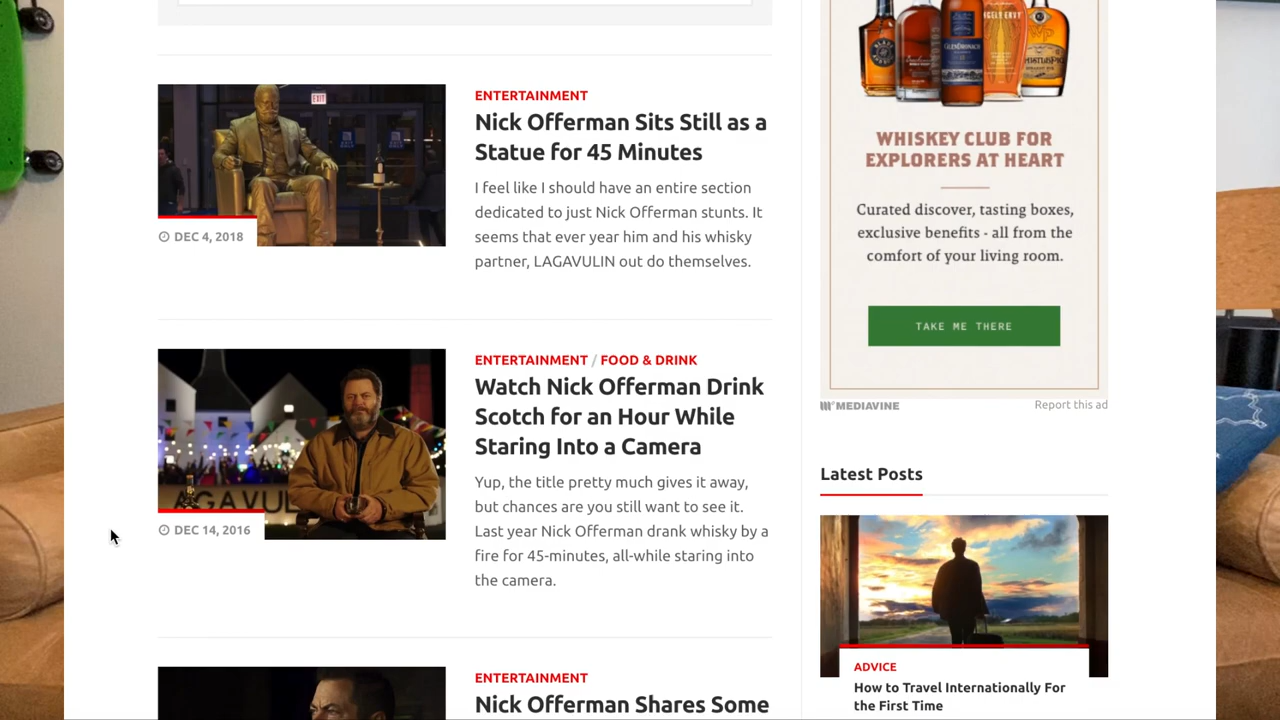 ENTERTAINMENT
Nick Offerman Sits Still as a
Statue for 45 Minutes
I feel like I should have an entire section
dedicated to just Nick Offerman stunts. It
seems that ever year him and his whisky
partner, LAGAVULIN out do themselves.
EXIT
DEC 4, 2018
ENTERTAINMENT / FOOD & DRINK
Watch Nick Offerman Drink
Scotch for an Hour While
Staring Into a Camera
Yup, the title pretty much gives it away,
but chances are you still want to see it.
Last year Nick Offerman drank whisky by a
fire for 45-minutes, all-while staring into
the camera.
AGAVUL
DEC 14, 2016
ENTERTAINMENT
Nick Offerman Shares Some
GLENDRONACH
WHISKEY CLUB FOR
EXPLORERS AT HEART
Curated discover, tasting boxes,
exclusive benefits - all from the
comfort of your living room.
TAKE ME THERE
MEDIAVINE
Report this ad
Latest Posts
ADVICE
How to Travel Internationally For
the First Time